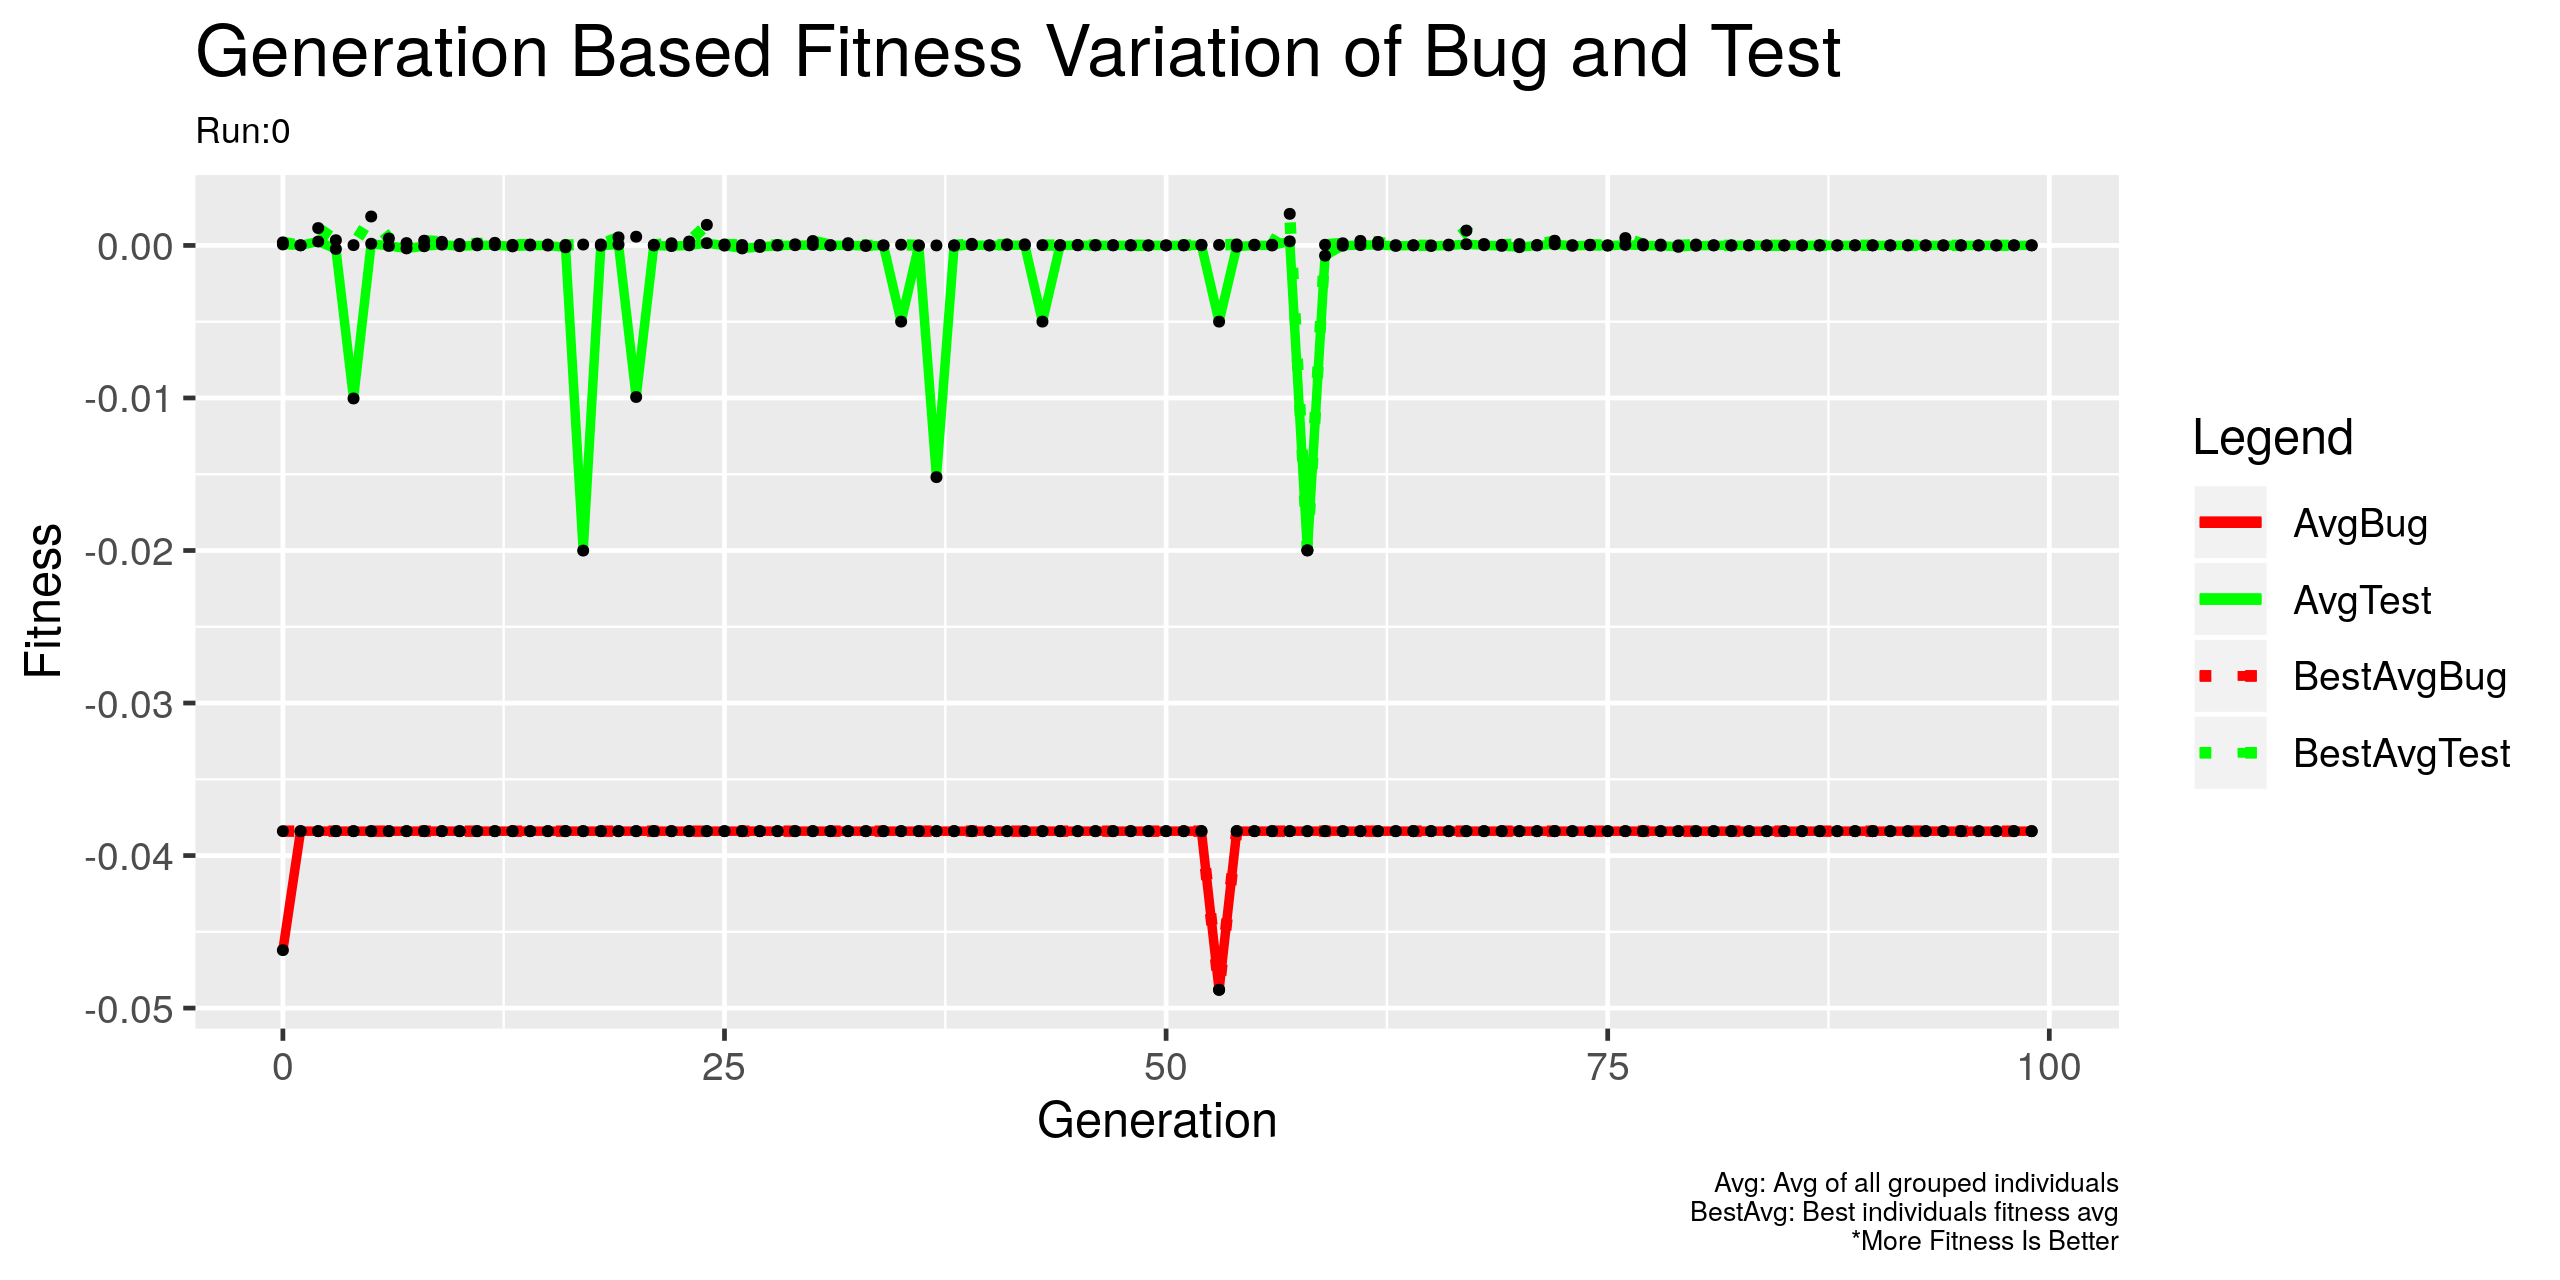 Generation Based Fitness Variation of Bug and Test
Run:0
0.00
-0.01
-0.02
-0.03
-0.04
-0.05
Fitness
0 25 50 75 100
Generation
Legend
AvgBug
AvgTest
BestAvgBug
BestAvgTest
Avg: Avg of all grouped individuals
BestAvg: Best individuals fitness avg
*More Fitness Is Better